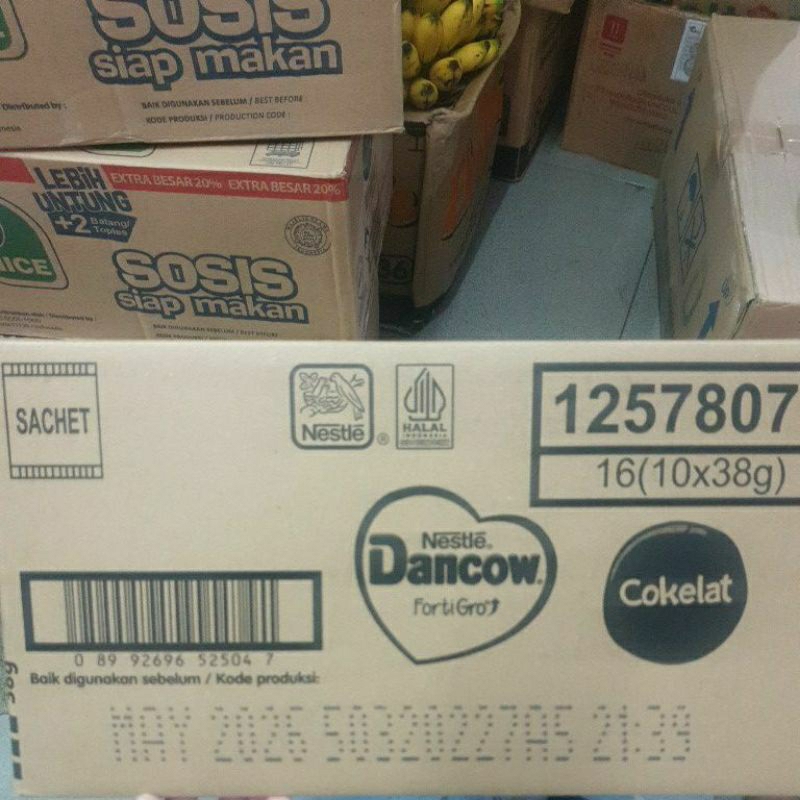 SOSIS
siap makan
Distributed by :
BAIK DIGUNAKAN SEBELUM / BEST BEFORE
KODE PRODUKSI / PRODUCTION CODE :
LEBIH
UNTUNG
+2 Batang/
Toples
EXTRA BESAR 20% EXTRA BESAR 20%
SOSIS
siap makan
SACHET
Nestlé
HALAL
INDONESIA
1257807
16(10x38g)
Nestlé
Dancow
FortiGro
Cokelat
0 89 92696 52504 7
Baik digunakan sebelum / Kode produksi:
38g
MAY 2026 50320227A5 21:39